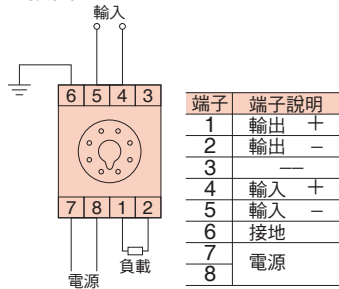 輸入
6 5 4 3
7 8 1 2
電源
負載
端子 端子說明
1 輸出 +
2 輸出 −
3 —
4 輸入 +
5 輸入 −
6 接地
7 電源
8